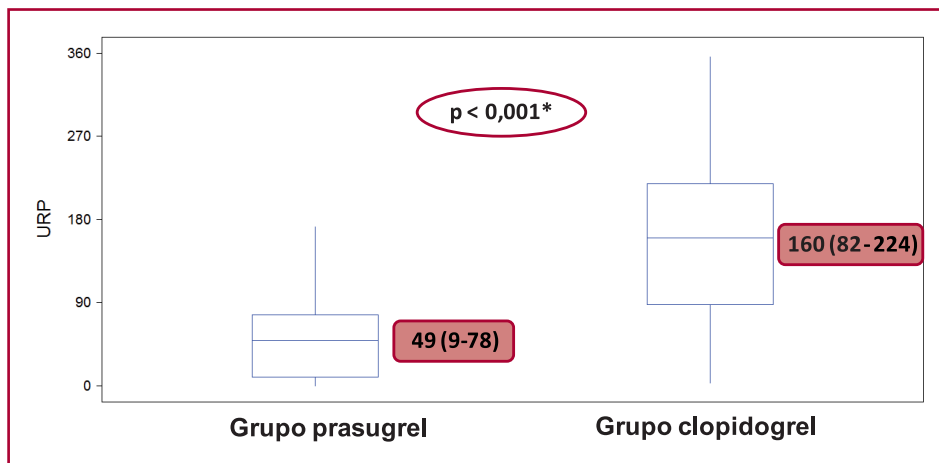 360
p < 0,001*
270
URP
180
160 (82-224)
90
49 (9-78)
0
Grupo prasugrel
Grupo clopidogrel